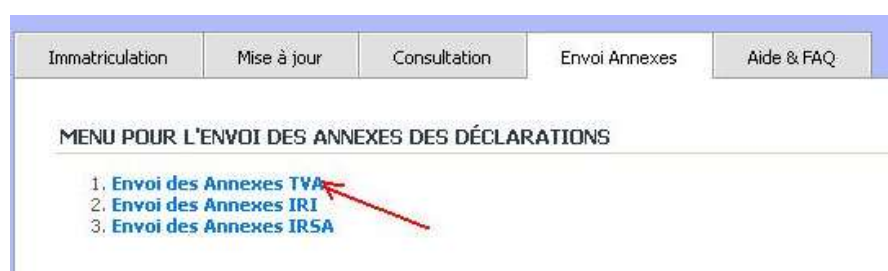 Immatriculation Mise à jour Consultation Envoi Annexes Aide & FAQ
MENU POUR L'ENVOI DES ANNEXES DES DÉCLARATIONS
1. Envoi des Annexes TVA
2. Envoi des Annexes IRI
3. Envoi des Annexes IRSA